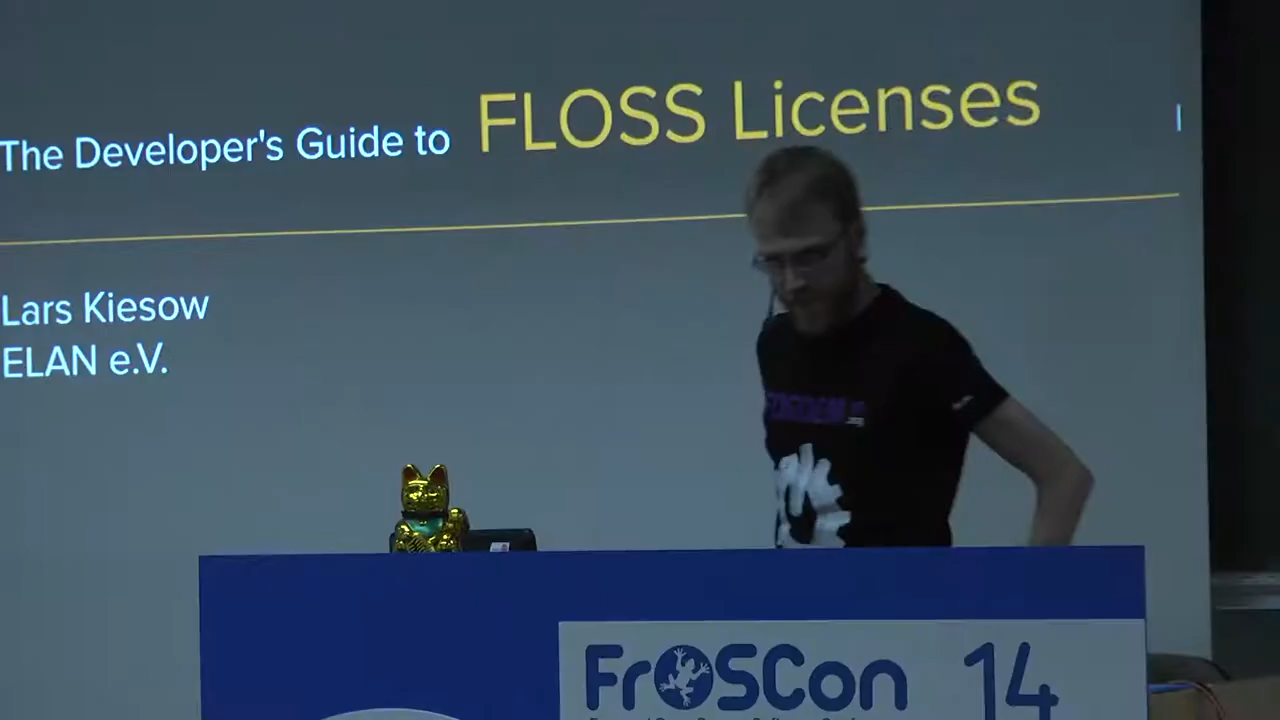 The Developer's Guide to FLOSS Licenses
Lars Kiesow
ELAN e.V.
FrOSCon 14